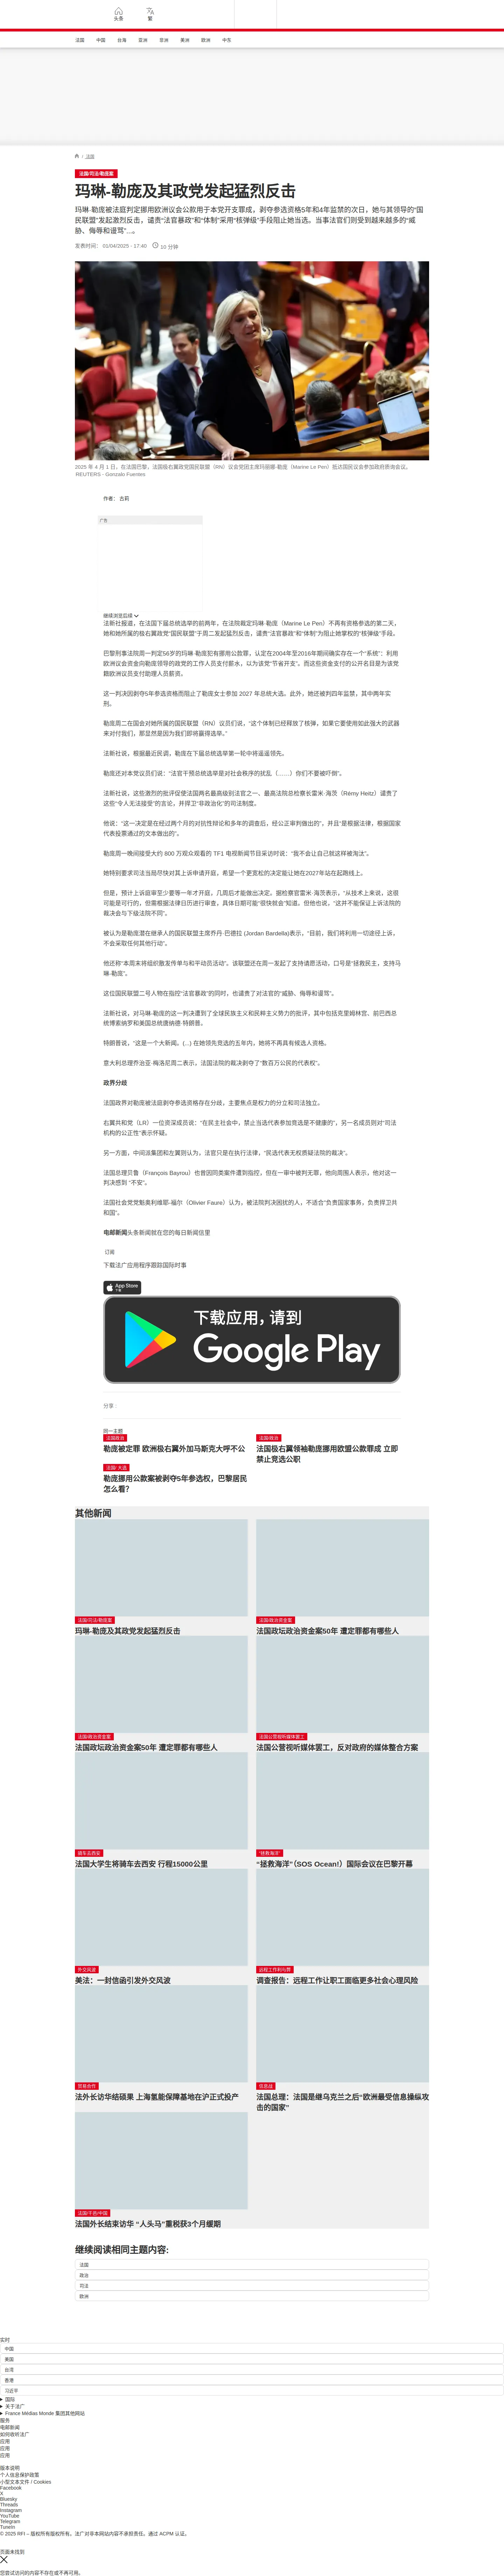 头条
繁
法国
中国
台海
亚洲
非洲
美洲
欧洲
中东
/ 法国
法国/司法/勒庞案
玛琳-勒庞及其政党发起猛烈反击
玛琳·勒庞被法庭判定挪用欧洲议会公款用于本党开支罪成，剥夺参选资格5年和4年监禁的次日，她与其领导的“国
民联盟”发起激烈反击，谴责“法官暴政”和“体制”采用“核弹级”手段阻止她当选。当事法官们则受到越来越多的“威
胁、侮辱和谩骂”...。
发表时间： 01/04/2025 - 17:40 10 分钟
2025 年 4 月 1 日，在法国巴黎，法国极右翼政党国民联盟（RN）议会党团主席玛丽娜·勒庞（Marine Le Pen）抵达国民议会参加政府质询会议。
REUTERS - Gonzalo Fuentes
作者： 古莉
广告
继续浏览后续
法新社报道，在法国下届总统选举的前两年，在法院裁定玛琳·勒庞（Marine Le Pen）不再有资格参选的第二天，
她和她所属的极右翼政党“国民联盟”于周二发起猛烈反击，谴责“法官暴政”和“体制”为阻止她掌权的“核弹级”手段。
巴黎刑事法院周一判定56岁的玛琳·勒庞犯有挪用公款罪，认定在2004年至2016年期间确实存在一个“系统”：利用
欧洲议会资金向勒庞领导的政党的工作人员支付薪水，以为该党“节省开支”，而这些资金支付的公开名目是为该党
籍欧洲议员支付助理人员薪资。
这一判决因剥夺5年参选资格而阻止了勒庞女士参加 2027 年总统大选。此外，她还被判四年监禁，其中两年实
刑。
勒庞周二在国会对她所属的国民联盟（RN）议员们说，“这个体制已经释放了核弹，如果它要使用如此强大的武器
来对付我们，那显然是因为我们即将赢得选举。”
法新社说，根据最近民调，勒庞在下届总统选举第一轮中将遥遥领先。
勒庞还对本党议员们说：“法官干预总统选举是对社会秩序的扰乱（……）你们不要被吓倒”。
法新社说，这些激烈的批评促使法国两名最高级别法官之一、最高法院总检察长雷米·海茨（Rémy Heitz）谴责了
这些“令人无法接受”的言论，并捍卫“非政治化”的司法制度。
他说：“这一决定是在经过两个月的对抗性辩论和多年的调查后，经公正审判做出的”，并且“是根据法律，根据国家
代表投票通过的文本做出的”。
勒庞周一晚间接受大约 800 万观众观看的 TF1 电视新闻节目采访时说：“我不会让自己就这样被淘汰”。
她特别要求司法当局尽快对其上诉申请开庭，希望一个更宽松的决定能让她在2027年站在起跑线上。
但是，预计上诉庭审至少要等一年才开庭，几周后才能做出决定。据检察官雷米·海茨表示，“从技术上来说，这很
可能是可行的，但需根据法律日历进行审查，具体日期可能“很快就会”知道。但他也说，“这并不能保证上诉法院的
裁决会与下级法院不同”。
被认为是勒庞潜在继承人的国民联盟主席乔丹·巴德拉 (Jordan Bardella)表示，“目前，我们将利用一切途径上诉，
不会采取任何其他行动”。
他还称“本周末将组织散发传单与和平动员活动”。该联盟还在周一发起了支持请愿活动，口号是“拯救民主，支持马
琳·勒庞”。
这位国民联盟二号人物在指控“法官暴政”的同时，也谴责了对法官的“威胁、侮辱和谩骂”。
法新社说，对马琳·勒庞的这一判决遭到了全球民族主义和民粹主义势力的批评，其中包括克里姆林宫、前巴西总
统博索纳罗和美国总统唐纳德·特朗普。
特朗普说，“这是一个大新闻。(...) 在她领先竞选的五年内，她将不再具有候选人资格。
意大利总理乔治亚·梅洛尼周二表示，法国法院的裁决剥夺了“数百万公民的代表权”。
政界分歧
法国政界对勒庞被法庭剥夺参选资格存在分歧，主要焦点是权力的分立和司法独立。
右翼共和党（LR）一位资深成员说：“在民主社会中，禁止当选代表参加竞选是不健康的”，另一名成员则对“司法
机构的公正性”表示怀疑。
另一方面，中间派集团和左翼则认为，法官只是在执行法律，“民选代表无权质疑法院的裁决”。
法国总理贝鲁（François Bayrou）也曾因同类案件遭到指控，但在一审中被判无罪，他向周围人表示，他对这一
判决感到 “不安”。
法国社会党党魁奥利维耶·福尔（Olivier Faure）认为，被法院判决困扰的人，不适合“负责国家事务，负责捍卫共
和国”。
电邮新闻头条新闻就在您的每日新闻信里
订阅
下载法广应用程序跟踪国际时事
App Store
下载
下载应用，请到
Google Play
分享 :
同一主题
法国政治
勒庞被定罪 欧洲极右翼外加马斯克大呼不公
法国/政治
法国极右翼领袖勒庞挪用欧盟公款罪成 立即
禁止竞选公职
法国/ 大选
勒庞挪用公款案被剥夺5年参选权，巴黎居民
怎么看？
其他新闻
法国/司法/勒庞案
玛琳-勒庞及其政党发起猛烈反击
法国/政治资金案
法国政坛政治资金案50年 遭定罪都有哪些人
法国/政治资金案
法国政坛政治资金案50年 遭定罪都有哪些人
法国公营视听媒体罢工
法国公营视听媒体罢工，反对政府的媒体整合方案
骑车去西安
法国大学生将骑车去西安 行程15000公里
“拯救海洋”
“拯救海洋”（SOS Ocean!）国际会议在巴黎开幕
外交风波
美法：一封信函引发外交风波
远程工作利与弊
调查报告：远程工作让职工面临更多社会心理风险
贸易合作
法外长访华结硕果 上海氢能保障基地在沪正式投产
信息战
法国总理：法国是继乌克兰之后“欧洲最受信息操纵攻
击的国家”
法国/干邑/中国
法国外长结束访华 “人头马”重税获3个月缓期
继续阅读相同主题内容:
法国
政治
司法
欧洲
实时
中国
美国
台湾
香港
习近平
国际
关于法广
France Médias Monde 集团其他网站
服务
电邮新闻
如何收听法广
应用
应用
应用
版本说明
个人信息保护政策
小型文本文件 / Cookies
Facebook
X
Bluesky
Threads
Instagram
YouTube
Telegram
TuneIn
© 2025 RFI – 版权所有版权所有。法广对非本网站内容不承担责任。通过 ACPM 认证。
页面未找到
您尝试访问的内容不存在或不再可用。